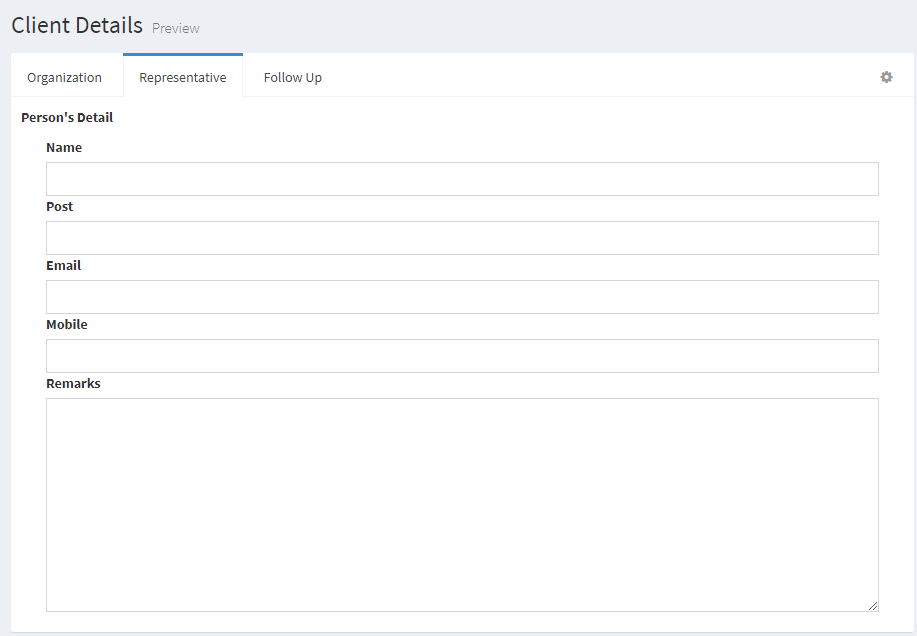 Client Details Preview
Organization Representative Follow Up
Person's Detail
Name
Post
Email
Mobile
Remarks